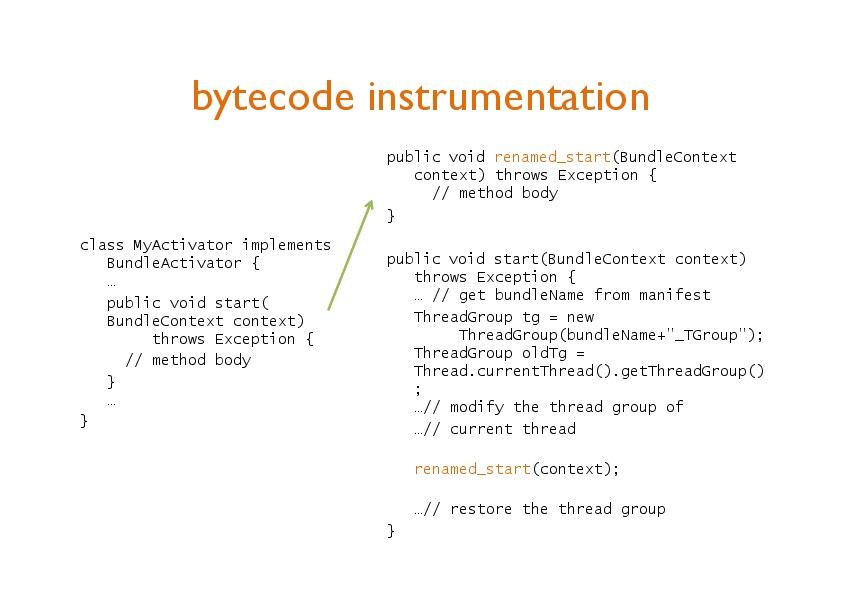 bytecode instrumentation
class MyActivator implements
BundleActivator {
…
public void start(
BundleContext context)
throws Exception {
// method body
}
…
}
public void renamed_start(BundleContext
context) throws Exception {
// method body
}
public void start(BundleContext context)
throws Exception {
… // get bundleName from manifest
ThreadGroup tg = new
ThreadGroup(bundleName+"_TGroup");
ThreadGroup oldTg =
Thread.currentThread().getThreadGroup()
;
…// modify the thread group of
…// current thread
renamed_start(context);
…// restore the thread group
}